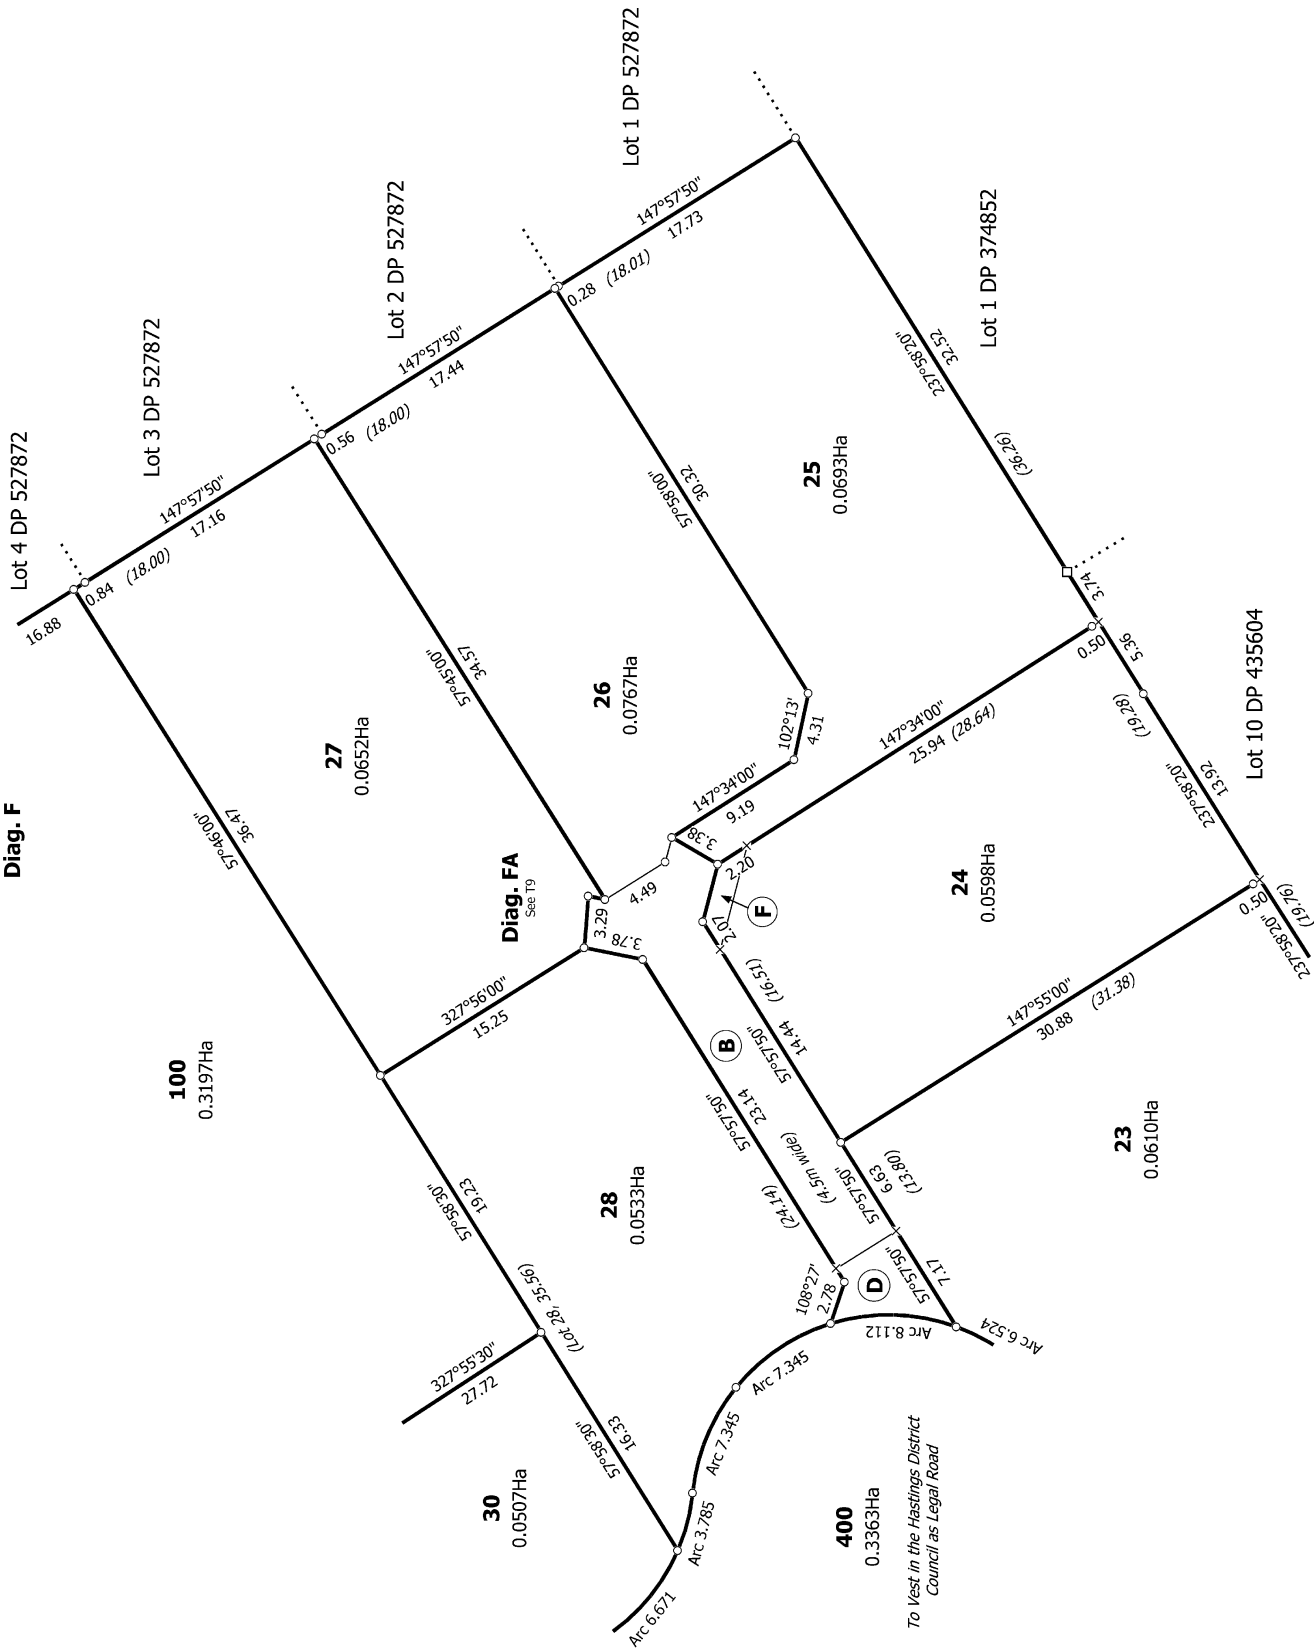 Diag. F
Lot 4 DP 527872
Lot 3 DP 527872
Lot 2 DP 527872
Lot 1 DP 527872
16.88
0.84
(18.00)
147°57'50"
17.16
0.56
(18.00)
147°57'50"
17.44
0.28
(18.01)
147°57'50"
17.73
100
0.3197Ha
57°46'00"
36.47
27
0.0652Ha
57°45'00"
34.57
26
0.0767Ha
57°58'00"
30.32
25
0.0693Ha
237°58'20"
32.52
(36.26)
Lot 1 DP 374852
Diag. FA
See T9
3.29
3.78
4.49
3.38
147°34'00"
9.19
102°13'
4.31
2.20
2.07
F
327°56'00"
15.25
147°34'00"
25.94 (28.64)
0.50
3.74
5.36
(19.28)
13.92
237°58'20"
Lot 10 DP 435604
24
0.0598Ha
(16.51)
14.44
57°57'50"
B
23.14
57°57'50"
(4.5m wide)
(24.14)
0.50
(19.76)
237°58'20"
147°55'00"
30.88
(31.38)
23
0.0610Ha
28
0.0533Ha
57°58'30"
19.23
(Lot 28, 35.56)
327°55'30"
27.72
57°58'30"
16.33
30
0.0507Ha
57°57'50"
6.63
(13.80)
57°57'50"
7.17
D
108°27'
2.78
Arc 8.112
Arc 6.524
Arc 7.345
Arc 7.345
Arc 3.785
Arc 6.671
400
0.3363Ha
To Vest in the Hastings District
Council as Legal Road